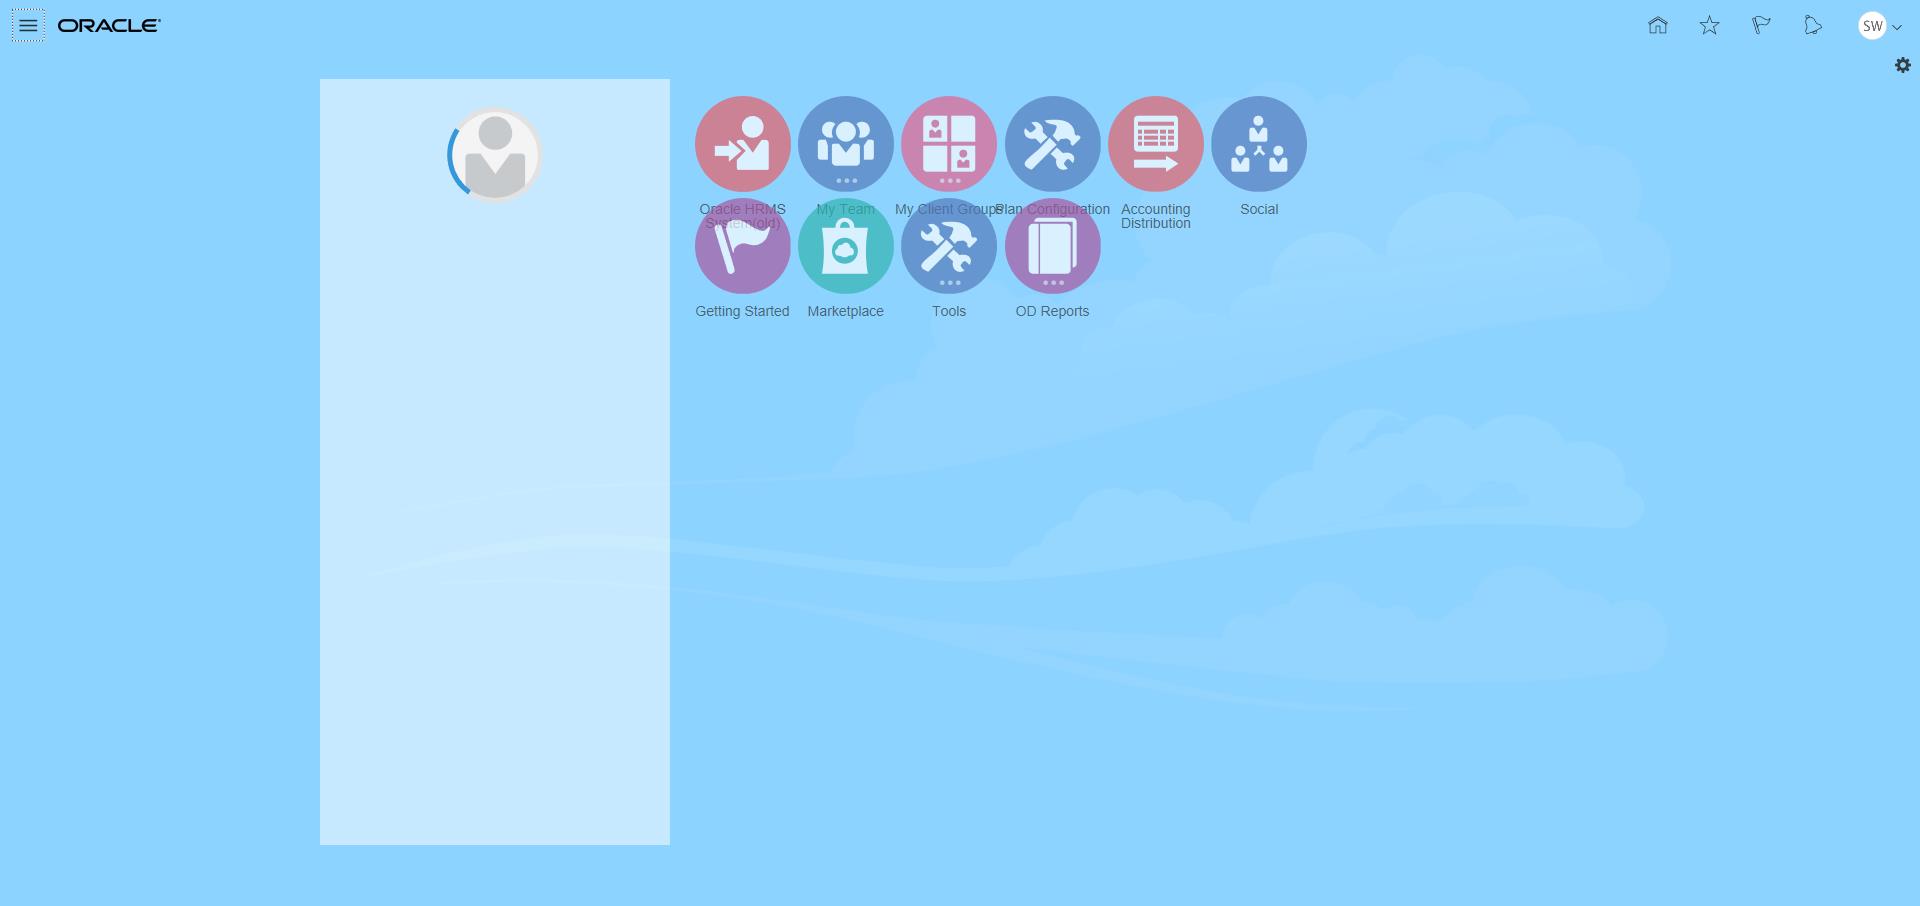 ORACLE
SW
Oracle HRMS
System(old)
My Team
My Client Groups
Plan Configuration
Accounting
Distribution
Social
Getting Started
Marketplace
Tools
OD Reports